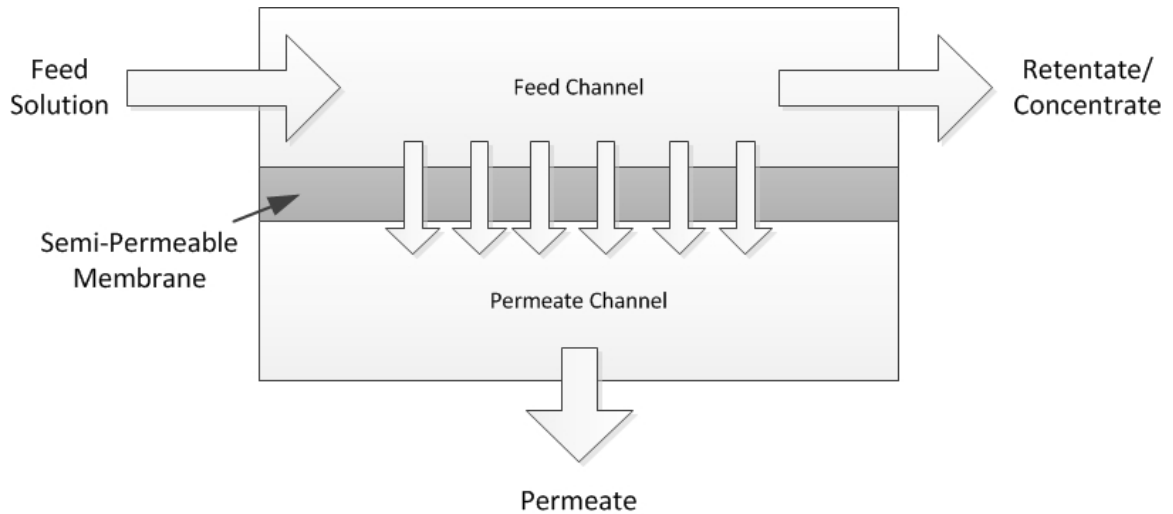 Feed
Solution
Feed Channel
Retentate/
Concentrate
Semi-Permeable
Membrane
Permeate Channel
Permeate